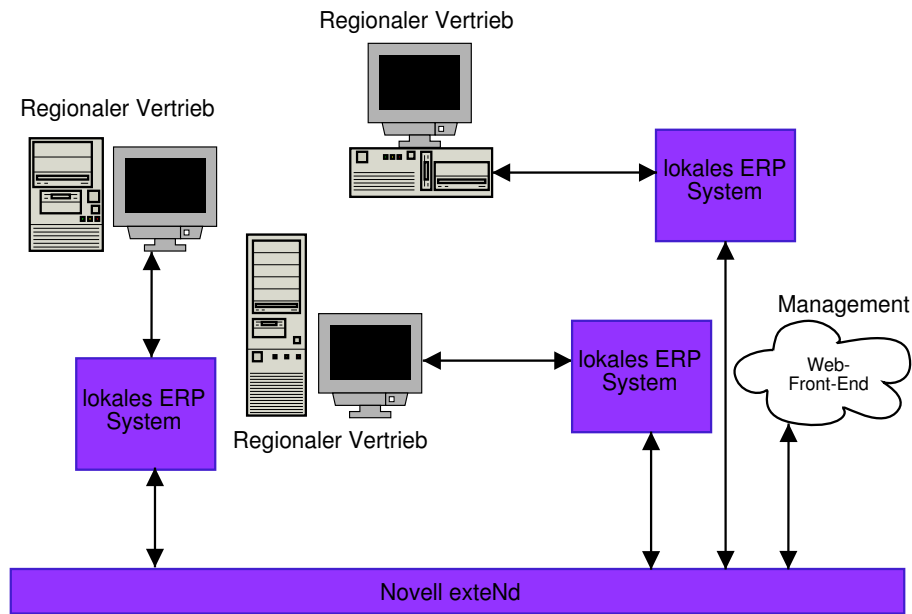 Regionaler Vertrieb
Regionaler Vertrieb
lokales ERP
System
Management
lokales ERP
System
Web-
Front-End
lokales ERP
System
Regionaler Vertrieb
Novell exteNd